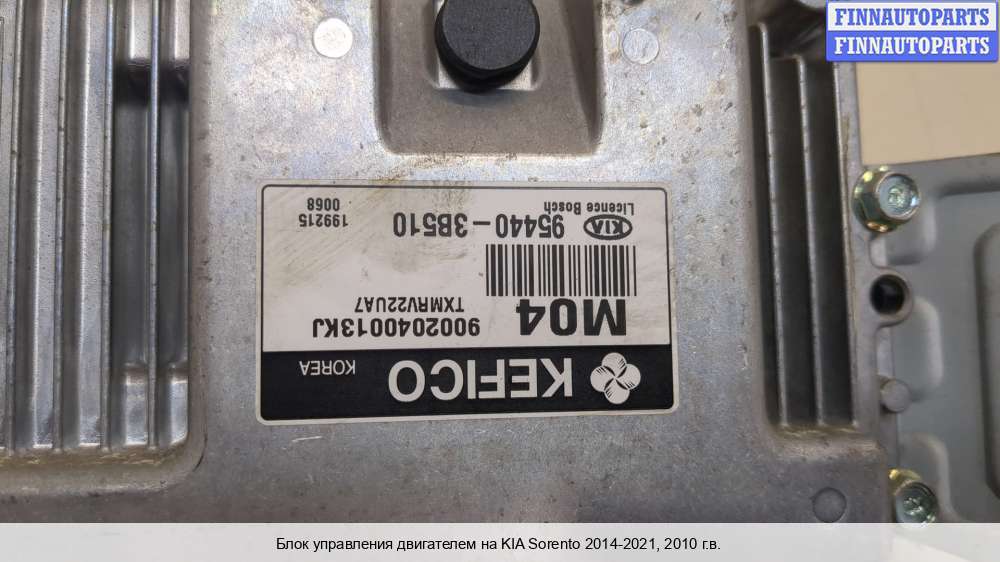 FINNAUTOPARTS
FINNAUTOPARTS
KEFICO KOREA
M04 9002040013KJ
TXMRV22UA7
KIA 95440-3B510
Licence Bosch
199215
0068
Блок управления двигателем на KIA Sorento 2014-2021, 2010 г.в.